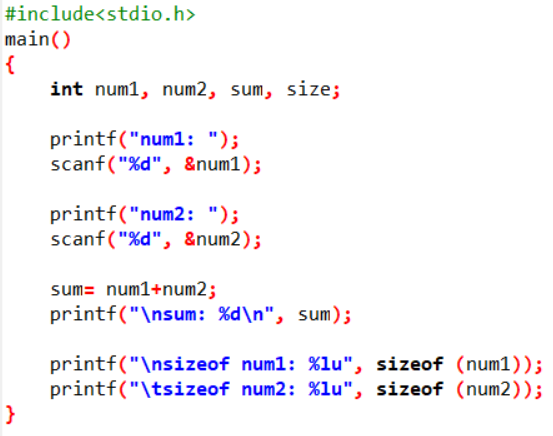 #include<stdio.h>
main()
{
    int num1, num2, sum, size;

    printf("num1: ");
    scanf("%d", &num1);

    printf("num2: ");
    scanf("%d", &num2);

    sum= num1+num2;
    printf("\nsum: %d\n", sum);

    printf("\nsizeof num1: %lu", sizeof (num1));
    printf("\tsizeof num2: %lu", sizeof (num2));
}